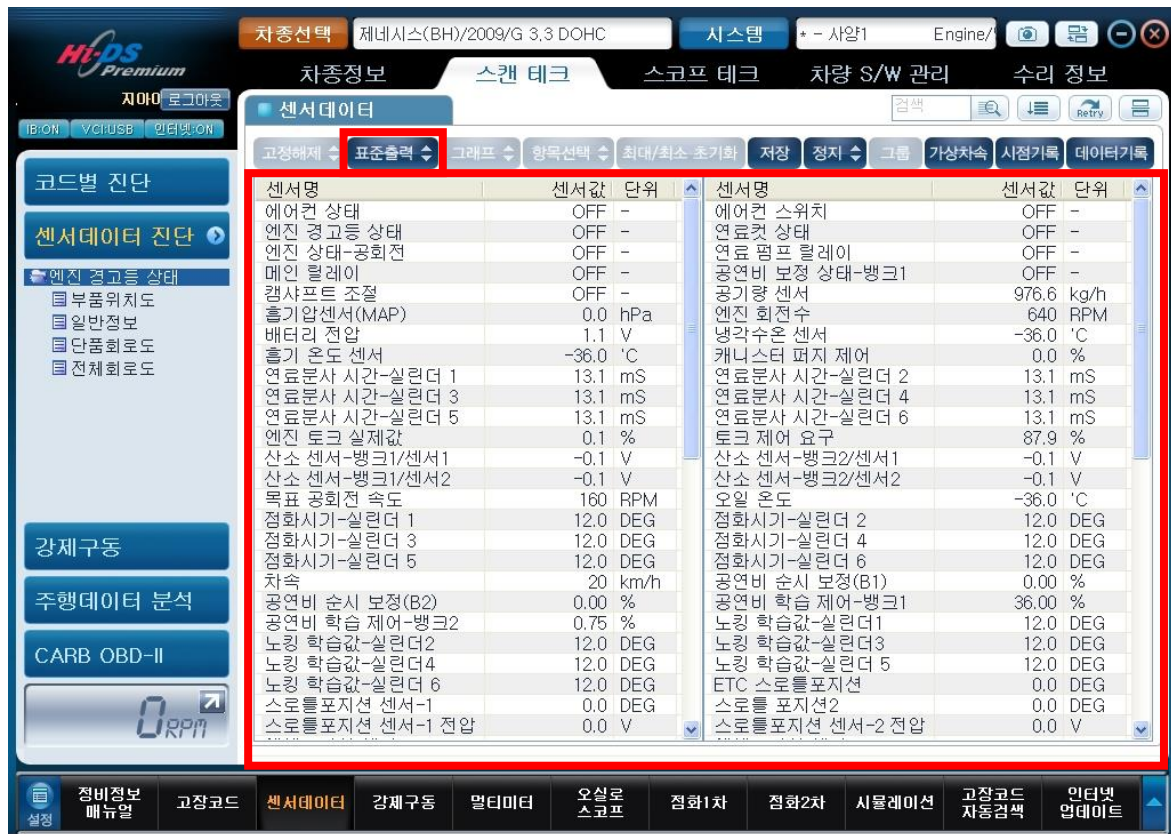 Hi-DS
Premium
차종선택 제네시스(BH)/2009/G 3,3 DOHC 시스템 * - 사양1 Engine/
차종정보 스캔 테크 스코프 테크 차량 S/W 관리 수리 정보
로그아웃
IB:ON VCI:USB 인터넷:ON
센서데이터 검색 Retry
고정해제 표준출력 그래프 항목선택 최대/최소 초기화 저장 정지 그룹 가상차속 시점기록 데이터기록
코드별 진단
센서데이터 진단
엔진 경고등 상태
부품위치도
일반정보
단품회로도
전체회로도
강제구동
주행데이터 분석
CARB OBD-II
0 RPM
센서명 센서값 단위 센서명 센서값 단위
에어컨 상태 OFF - 에어컨 스위치 OFF -
엔진 경고등 상태 OFF - 연료컷 상태 OFF -
엔진 상태-공회전 OFF - 연료 펌프 릴레이 OFF -
메인 릴레이 OFF - 공연비 보정 상태-뱅크1 OFF -
캠샤프트 조절 OFF - 공기량 센서 976.6 kg/h
흡기압센서(MAP) 0.0 hPa 엔진 회전수 640 RPM
배터리 전압 1.1 V 냉각수온 센서 -36.0 'C
흡기 온도 센서 -36.0 'C 캐니스터 퍼지 제어 0.0 %
연료분사 시간-실린더 1 13.1 mS 연료분사 시간-실린더 2 13.1 mS
연료분사 시간-실린더 3 13.1 mS 연료분사 시간-실린더 4 13.1 mS
연료분사 시간-실린더 5 13.1 mS 연료분사 시간-실린더 6 13.1 mS
엔진 토크 실제값 0.1 % 토크 제어 요구 87.9 %
산소 센서-뱅크1/센서1 -0.1 V 산소 센서-뱅크2/센서1 -0.1 V
산소 센서-뱅크1/센서2 -0.1 V 산소 센서-뱅크2/센서2 -0.1 V
목표 공회전 속도 160 RPM 오일 온도 -36.0 'C
점화시기-실린더 1 12.0 DEG 점화시기-실린더 2 12.0 DEG
점화시기-실린더 3 12.0 DEG 점화시기-실린더 4 12.0 DEG
점화시기-실린더 5 12.0 DEG 점화시기-실린더 6 12.0 DEG
차속 20 km/h 공연비 순시 보정(B1) 0.00 %
공연비 순시 보정(B2) 0.00 % 공연비 학습 제어-뱅크1 36.00 %
공연비 학습 제어-뱅크2 0.75 % 노킹 학습값-실린더1 12.0 DEG
노킹 학습값-실린더2 12.0 DEG 노킹 학습값-실린더3 12.0 DEG
노킹 학습값-실린더4 12.0 DEG 노킹 학습값-실린더 5 12.0 DEG
노킹 학습값-실린더 6 12.0 DEG ETC 스로틀포지션 0.0 DEG
스로틀포지션 센서-1 0.0 DEG 스로틀 포지션2 0.0 DEG
스로틀포지션 센서-1 전압 0.0 V 스로틀포지션 센서-2 전압 0.0 V
설정 정비정보 매뉴얼 고장코드 센서데이터 강제구동 멀티미터 오실로 스코프 점화1차 점화2차 시뮬레이션 고장코드 자동검색 인터넷 업데이트